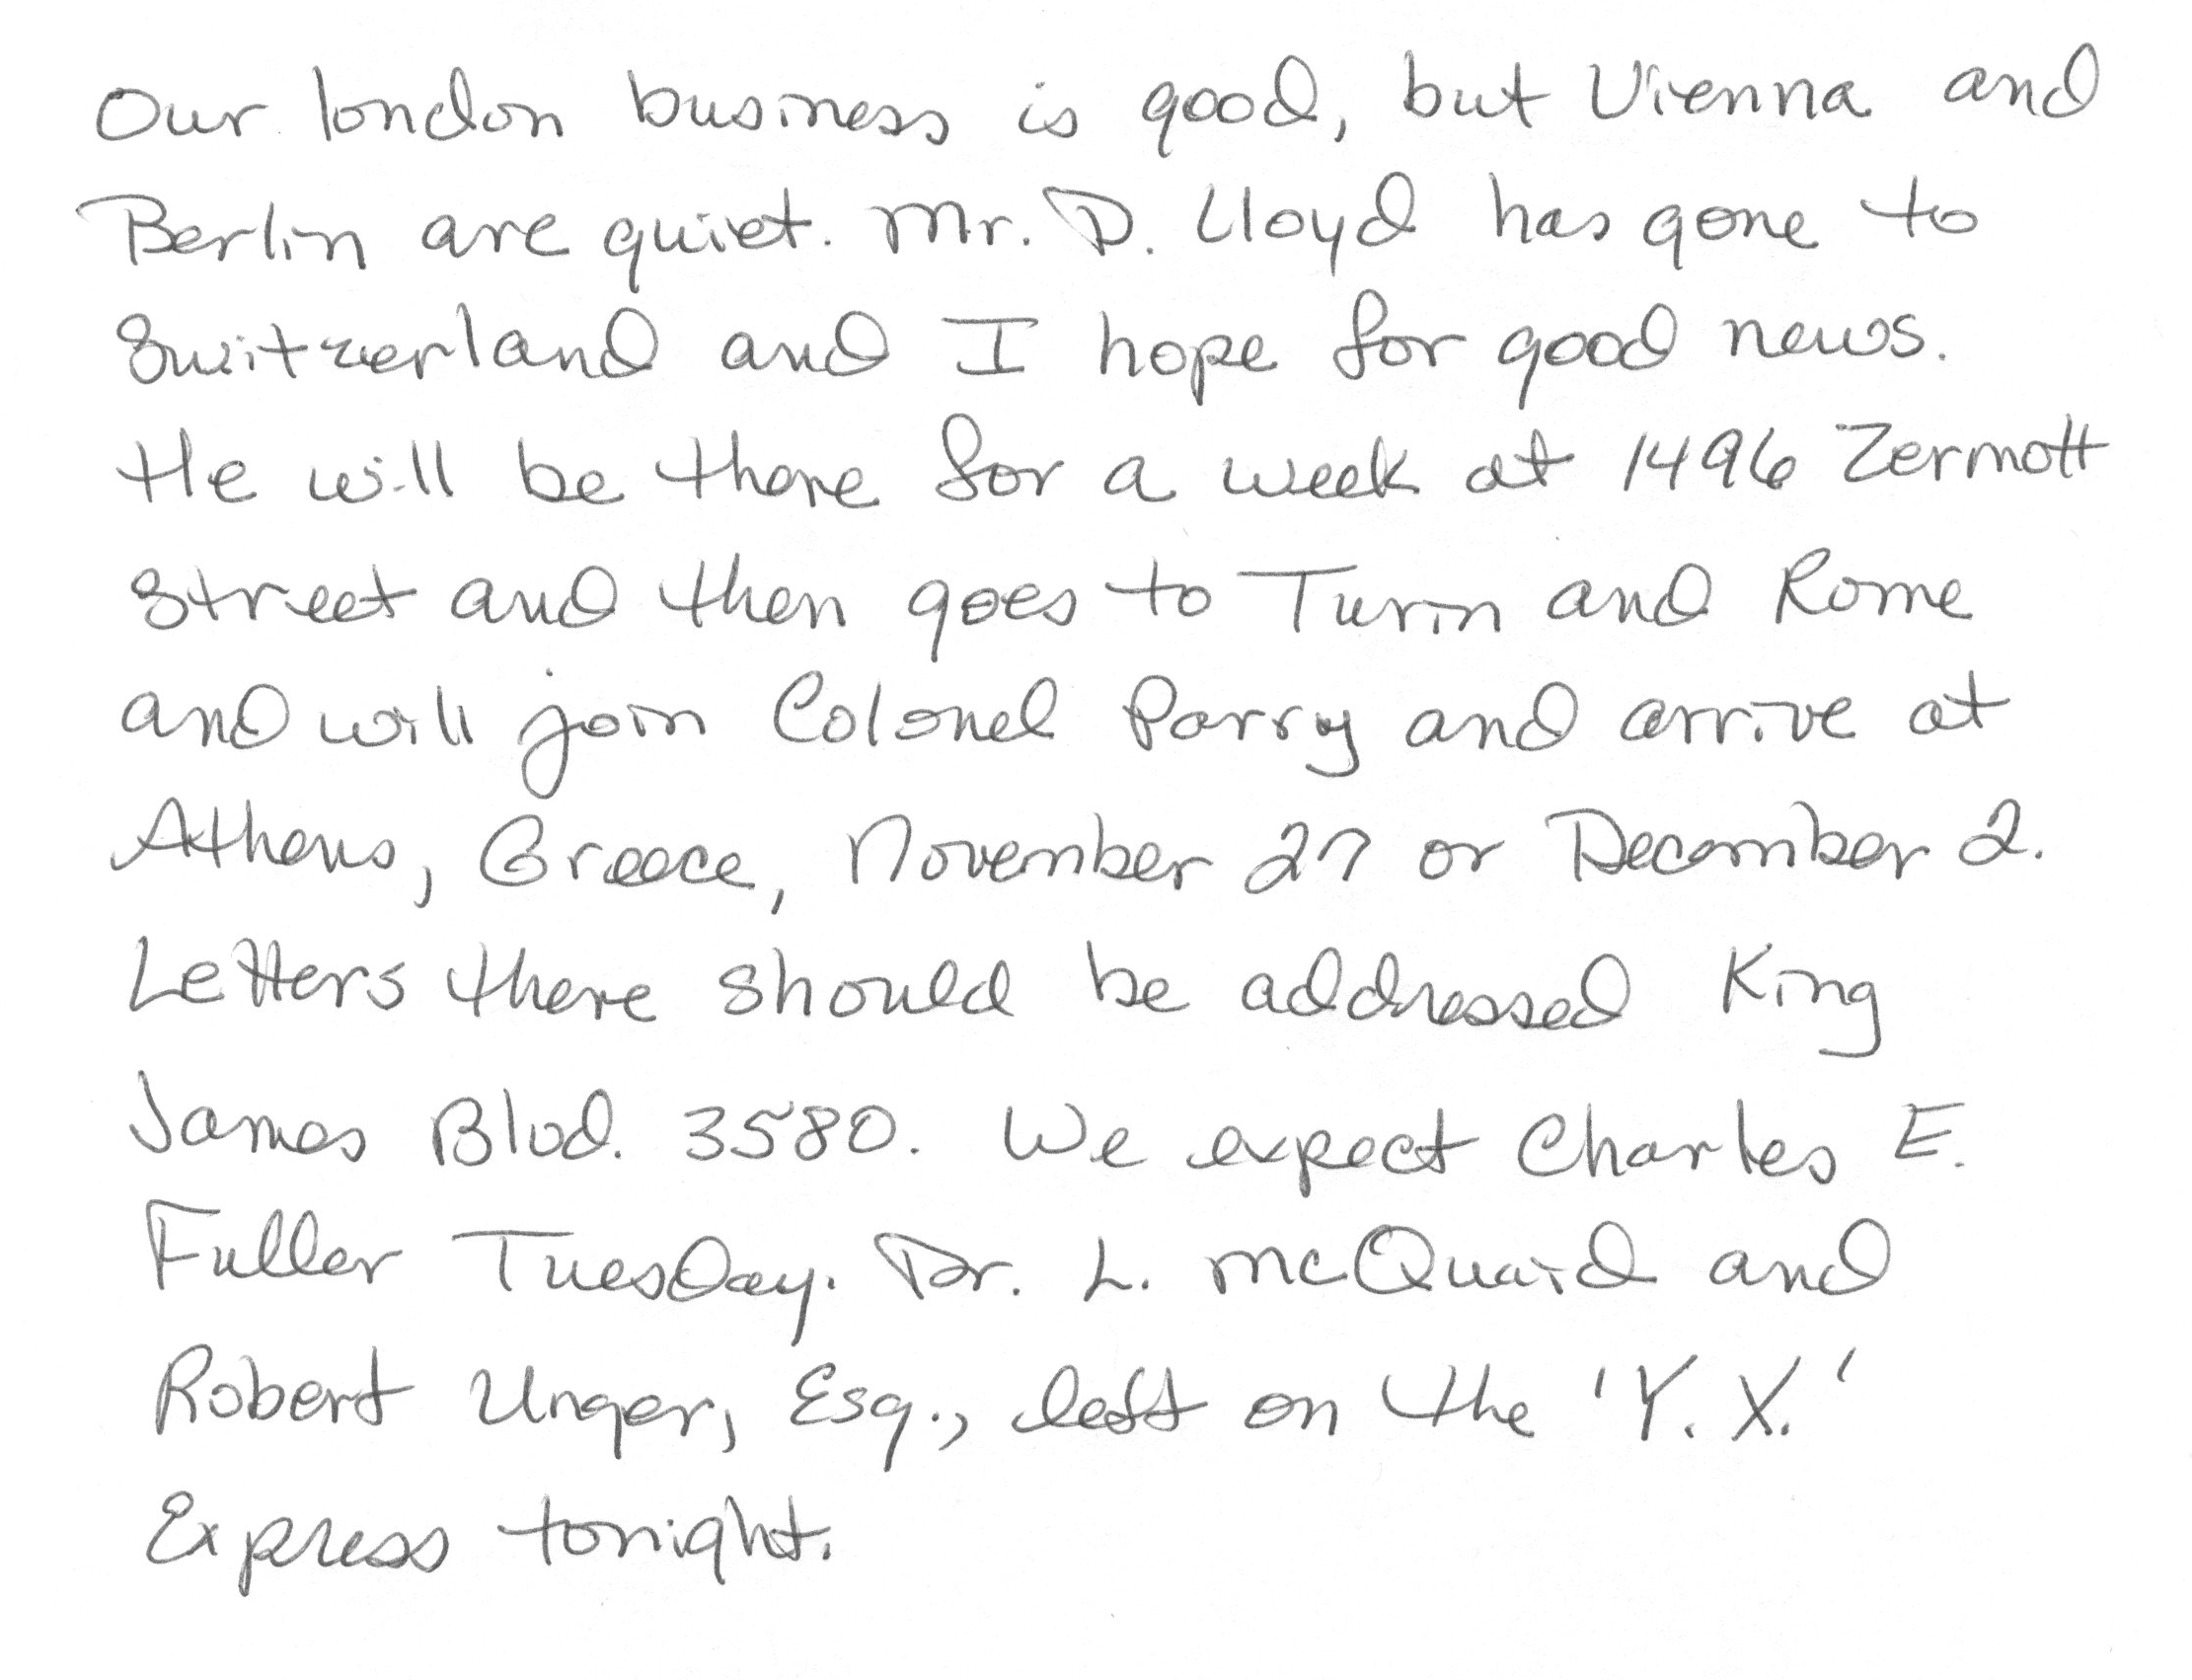 Our london business is good, but Vienna and
Berlin are quiet. Mr. D. Lloyd has gone to
Switzerland and I hope for good news.
He will be there for a week at 1496 Zermott
Street and then goes to Turin and Rome
and will join Colonel Parry and arrive at
Athens, Greece, November 27 or December 2.
Letters there should be addressed King
James Blvd. 3580. We expect Charles E.
Fuller Tuesday. Dr. L. McQuaid and
Robert Unger, Esq., left on the 'Y. X.'
Express tonight.